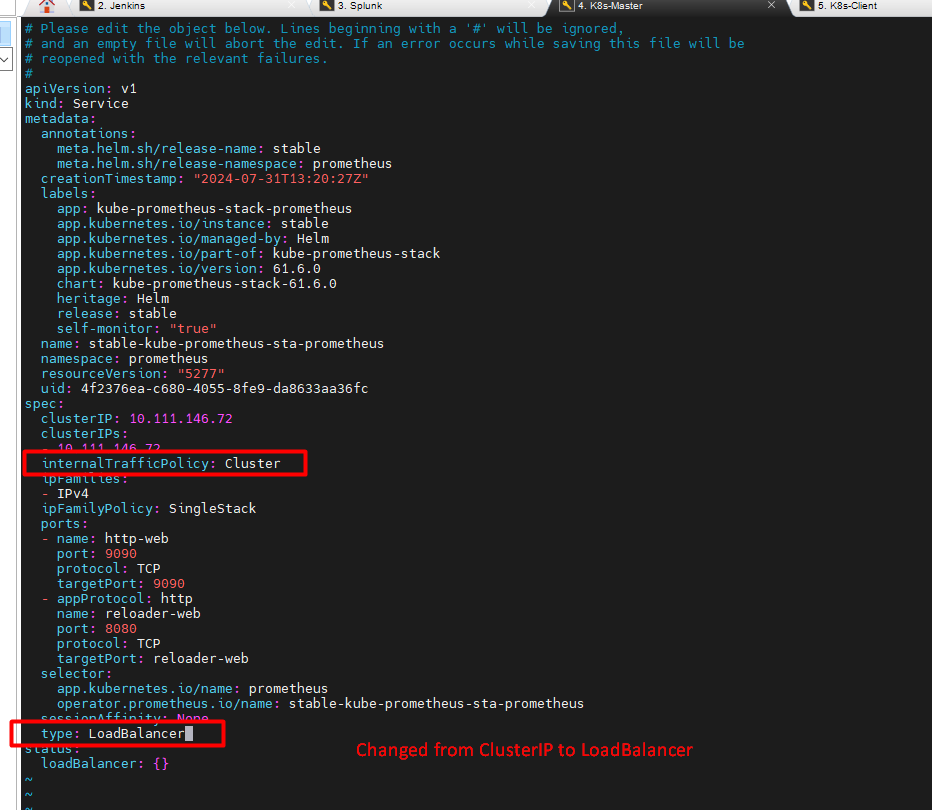 2. Jenkins
3. Splunk
4. K8s-Master
5. K8s-Client
# Please edit the object below. Lines beginning with a '#' will be ignored,
# and an empty file will abort the edit. If an error occurs while saving this file will be
# reopened with the relevant failures.
#
apiVersion: v1
kind: Service
metadata:
  annotations:
    meta.helm.sh/release-name: stable
    meta.helm.sh/release-namespace: prometheus
  creationTimestamp: "2024-07-31T13:20:27Z"
  labels:
    app: kube-prometheus-stack-prometheus
    app.kubernetes.io/instance: stable
    app.kubernetes.io/managed-by: Helm
    app.kubernetes.io/part-of: kube-prometheus-stack
    app.kubernetes.io/version: 61.6.0
    chart: kube-prometheus-stack-61.6.0
    heritage: Helm
    release: stable
    self-monitor: "true"
  name: stable-kube-prometheus-sta-prometheus
  namespace: prometheus
  resourceVersion: "5277"
  uid: 4f2376ea-c680-4055-8fe9-da8633aa36fc
spec:
  clusterIP: 10.111.146.72
  clusterIPs:
  - 10.111.146.72
  internalTrafficPolicy: Cluster
  ipFamilies:
  - IPv4
  ipFamilyPolicy: SingleStack
  ports:
  - name: http-web
    port: 9090
    protocol: TCP
    targetPort: 9090
  - appProtocol: http
    name: reloader-web
    port: 8080
    protocol: TCP
    targetPort: reloader-web
  selector:
    app.kubernetes.io/name: prometheus
    operator.prometheus.io/name: stable-kube-prometheus-sta-prometheus
  sessionAffinity: None
  type: LoadBalancer
status:
Changed from ClusterIP to LoadBalancer
  loadBalancer: {}
~
~
~